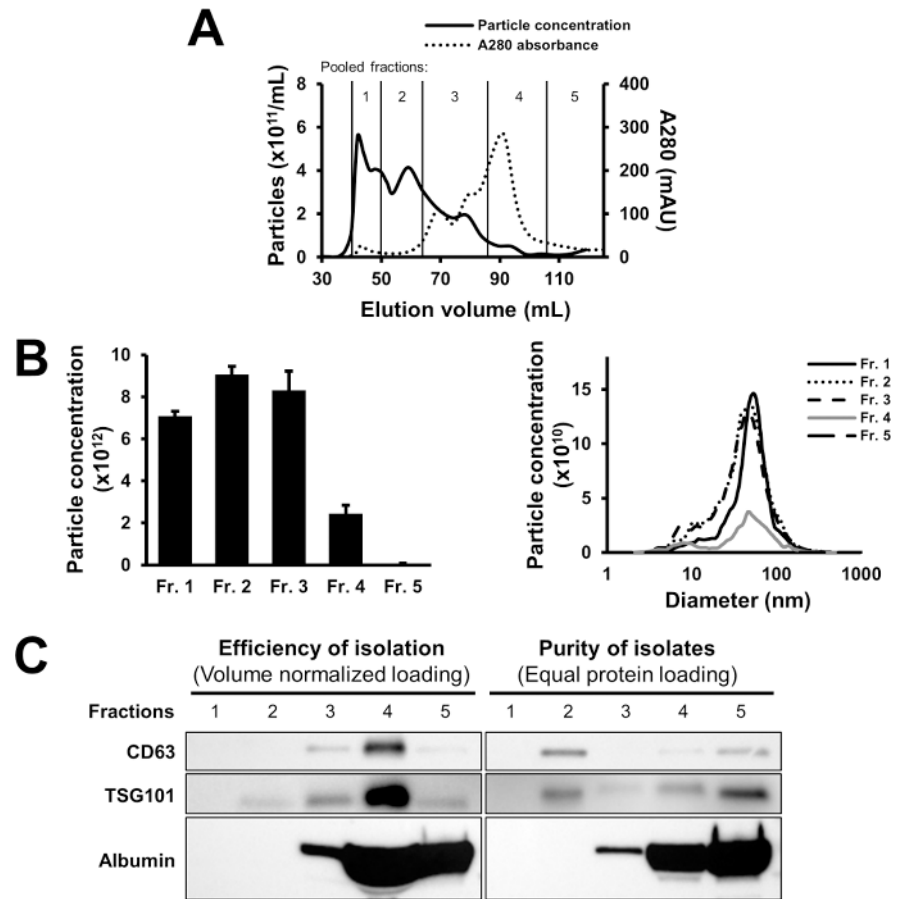 A
Particle concentration
A280 absorbance
Pooled fractions:
1 2 3 4 5
Particles (x10¹¹/mL)
8
6
4
2
0
A280 (mAU)
400
300
200
100
0
30 50 70 90 110
Elution volume (mL)
B
Particle concentration
(x10¹²)
10
8
6
4
2
0
Fr. 1 Fr. 2 Fr. 3 Fr. 4 Fr. 5
Particle concentration
(x10¹⁰)
15
10
5
0
1 10 100 1000
Diameter (nm)
Fr. 1
Fr. 2
Fr. 3
Fr. 4
Fr. 5
C
Efficiency of isolation
(Volume normalized loading)
Purity of isolates
(Equal protein loading)
Fractions 1 2 3 4 5 1 2 3 4 5
CD63
TSG101
Albumin